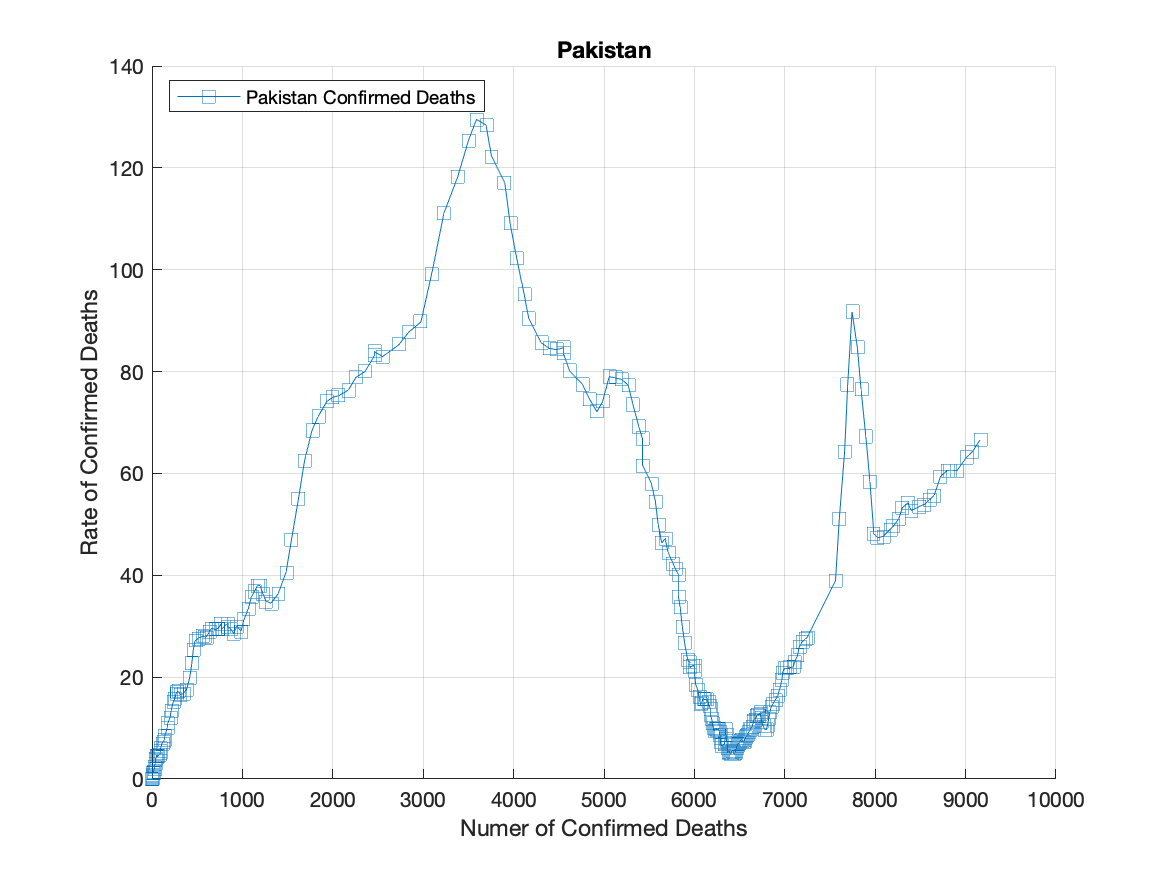 Pakistan
140
Pakistan Confirmed Deaths
120
100
80
60
40
20
0
Rate of Confirmed Deaths
0 1000 2000 3000 4000 5000 6000 7000 8000 9000 10000
Numer of Confirmed Deaths